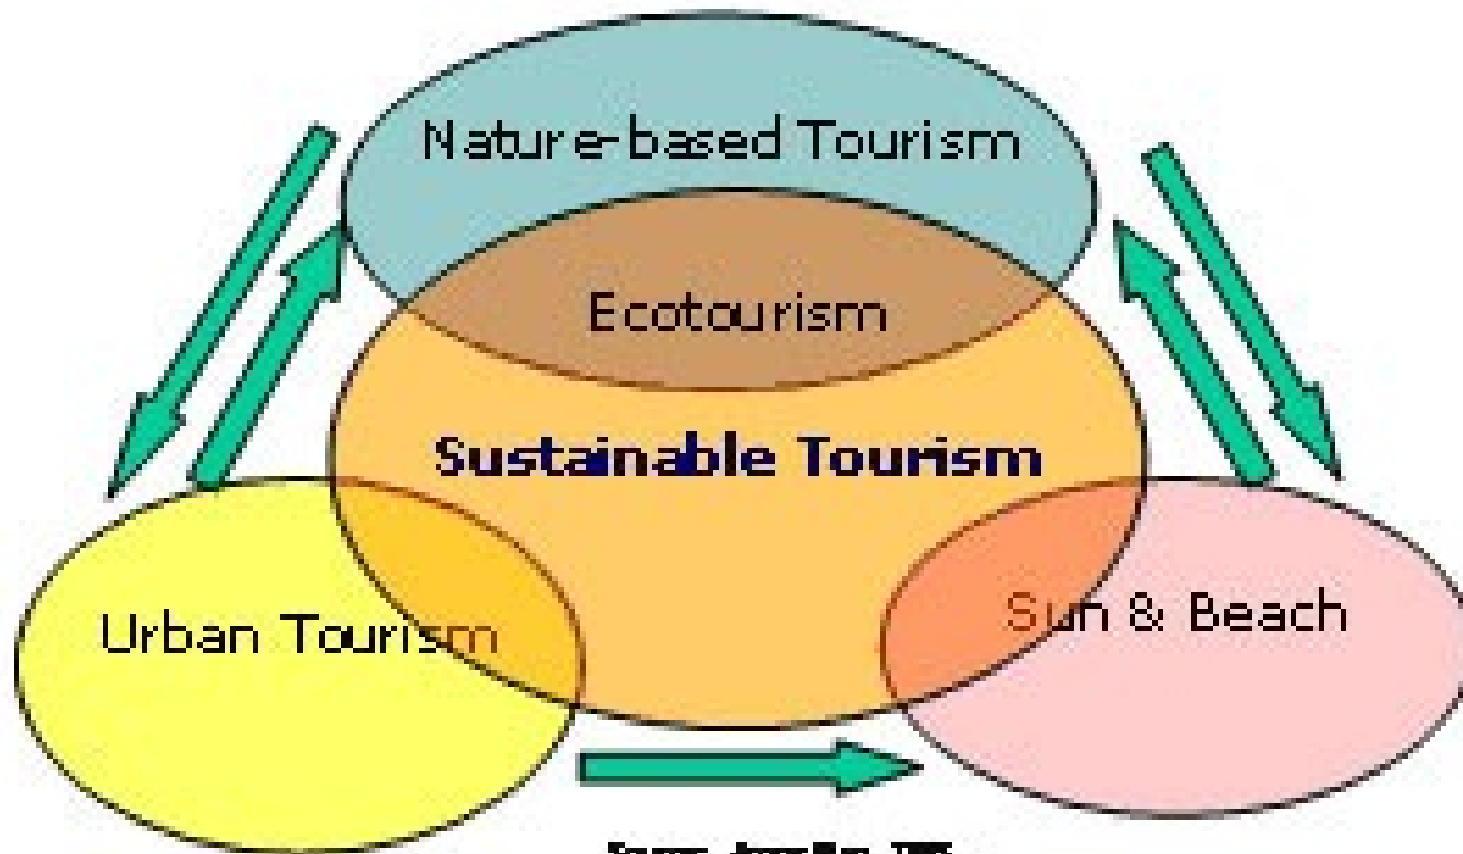 Nature-based Tourism
Ecotourism
Sustainable Tourism
Urban Tourism
Sun & Beach